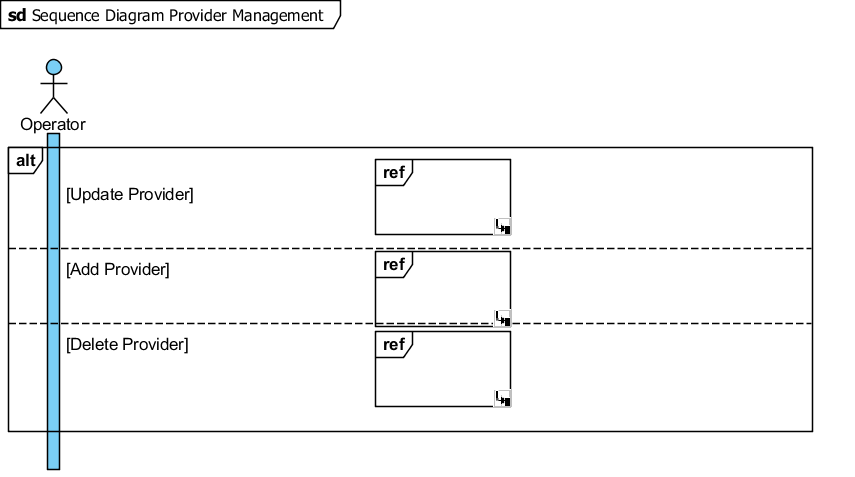 sd Sequence Diagram Provider Management
Operator
alt
ref
[Update Provider]
ref
[Add Provider]
ref
[Delete Provider]